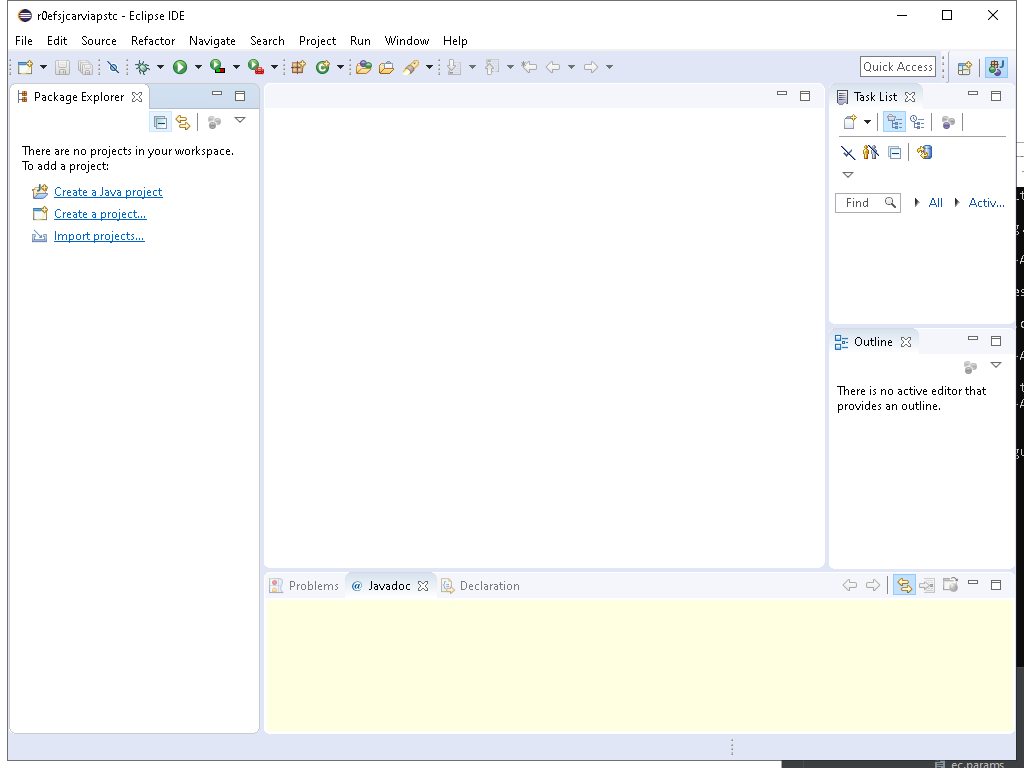 r0efsjcarviapstc - Eclipse IDE
File Edit Source Refactor Navigate Search Project Run Window Help
Quick Access
Package Explorer
There are no projects in your workspace.
To add a project:
Create a Java project
Create a project...
Import projects...
Task List
Find All Activ...
Outline
There is no active editor that
provides an outline.
Problems @ Javadoc Declaration
ec.params